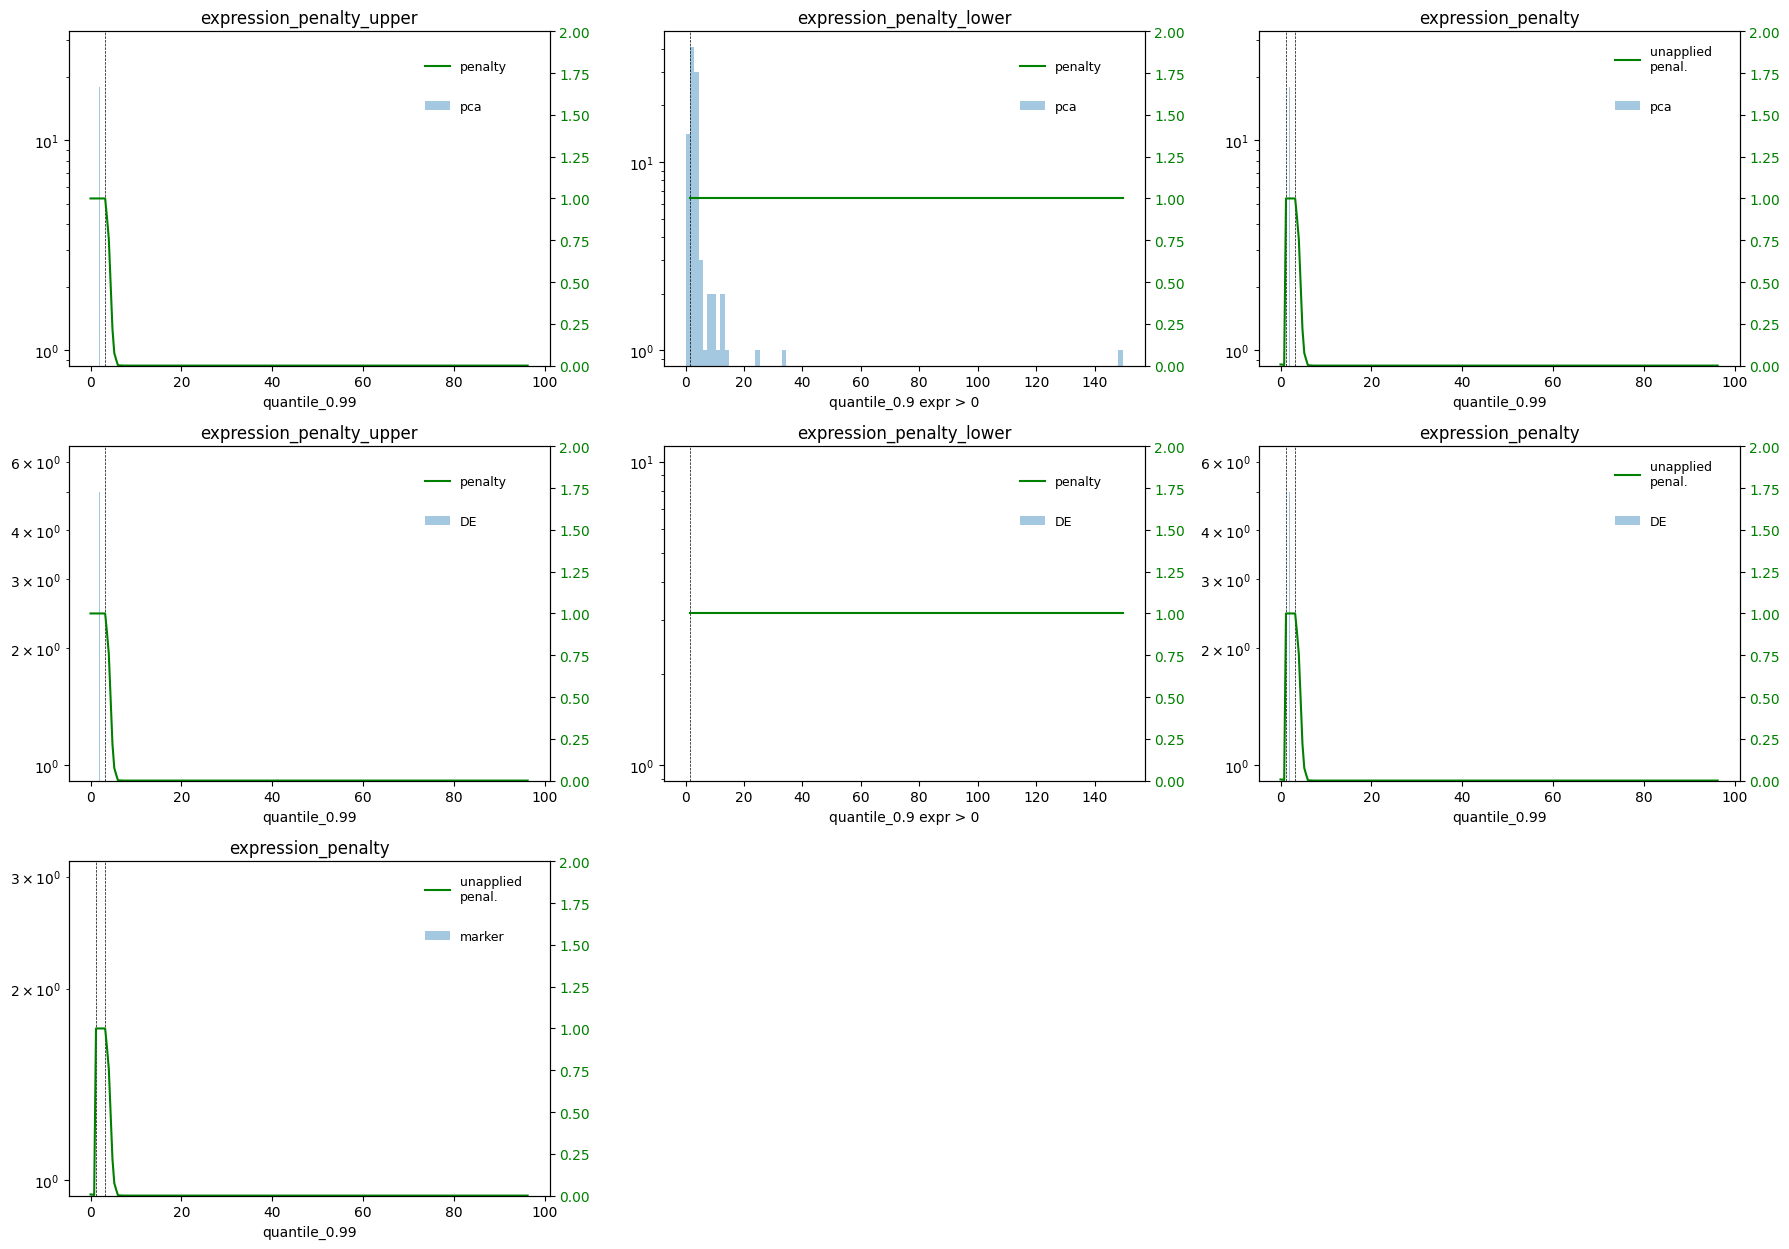 expression_penalty_upper
10¹
10⁰
2.00
1.75
1.50
1.25
1.00
0.75
0.50
0.25
0.00
penalty
pca
0 20 40 60 80 100
quantile_0.99
expression_penalty_lower
10¹
10⁰
2.00
1.75
1.50
1.25
1.00
0.75
0.50
0.25
0.00
penalty
pca
0 20 40 60 80 100 120 140
quantile_0.9 expr > 0
expression_penalty
10¹
10⁰
2.00
1.75
1.50
1.25
1.00
0.75
0.50
0.25
0.00
unapplied
penal.
pca
0 20 40 60 80 100
quantile_0.99
expression_penalty_upper
6 × 10⁰
4 × 10⁰
3 × 10⁰
2 × 10⁰
10⁰
2.00
1.75
1.50
1.25
1.00
0.75
0.50
0.25
0.00
penalty
DE
0 20 40 60 80 100
quantile_0.99
expression_penalty_lower
10¹
10⁰
2.00
1.75
1.50
1.25
1.00
0.75
0.50
0.25
0.00
penalty
DE
0 20 40 60 80 100 120 140
quantile_0.9 expr > 0
expression_penalty
6 × 10⁰
4 × 10⁰
3 × 10⁰
2 × 10⁰
10⁰
2.00
1.75
1.50
1.25
1.00
0.75
0.50
0.25
0.00
unapplied
penal.
DE
0 20 40 60 80 100
quantile_0.99
expression_penalty
3 × 10⁰
2 × 10⁰
10⁰
2.00
1.75
1.50
1.25
1.00
0.75
0.50
0.25
0.00
unapplied
penal.
marker
0 20 40 60 80 100
quantile_0.99